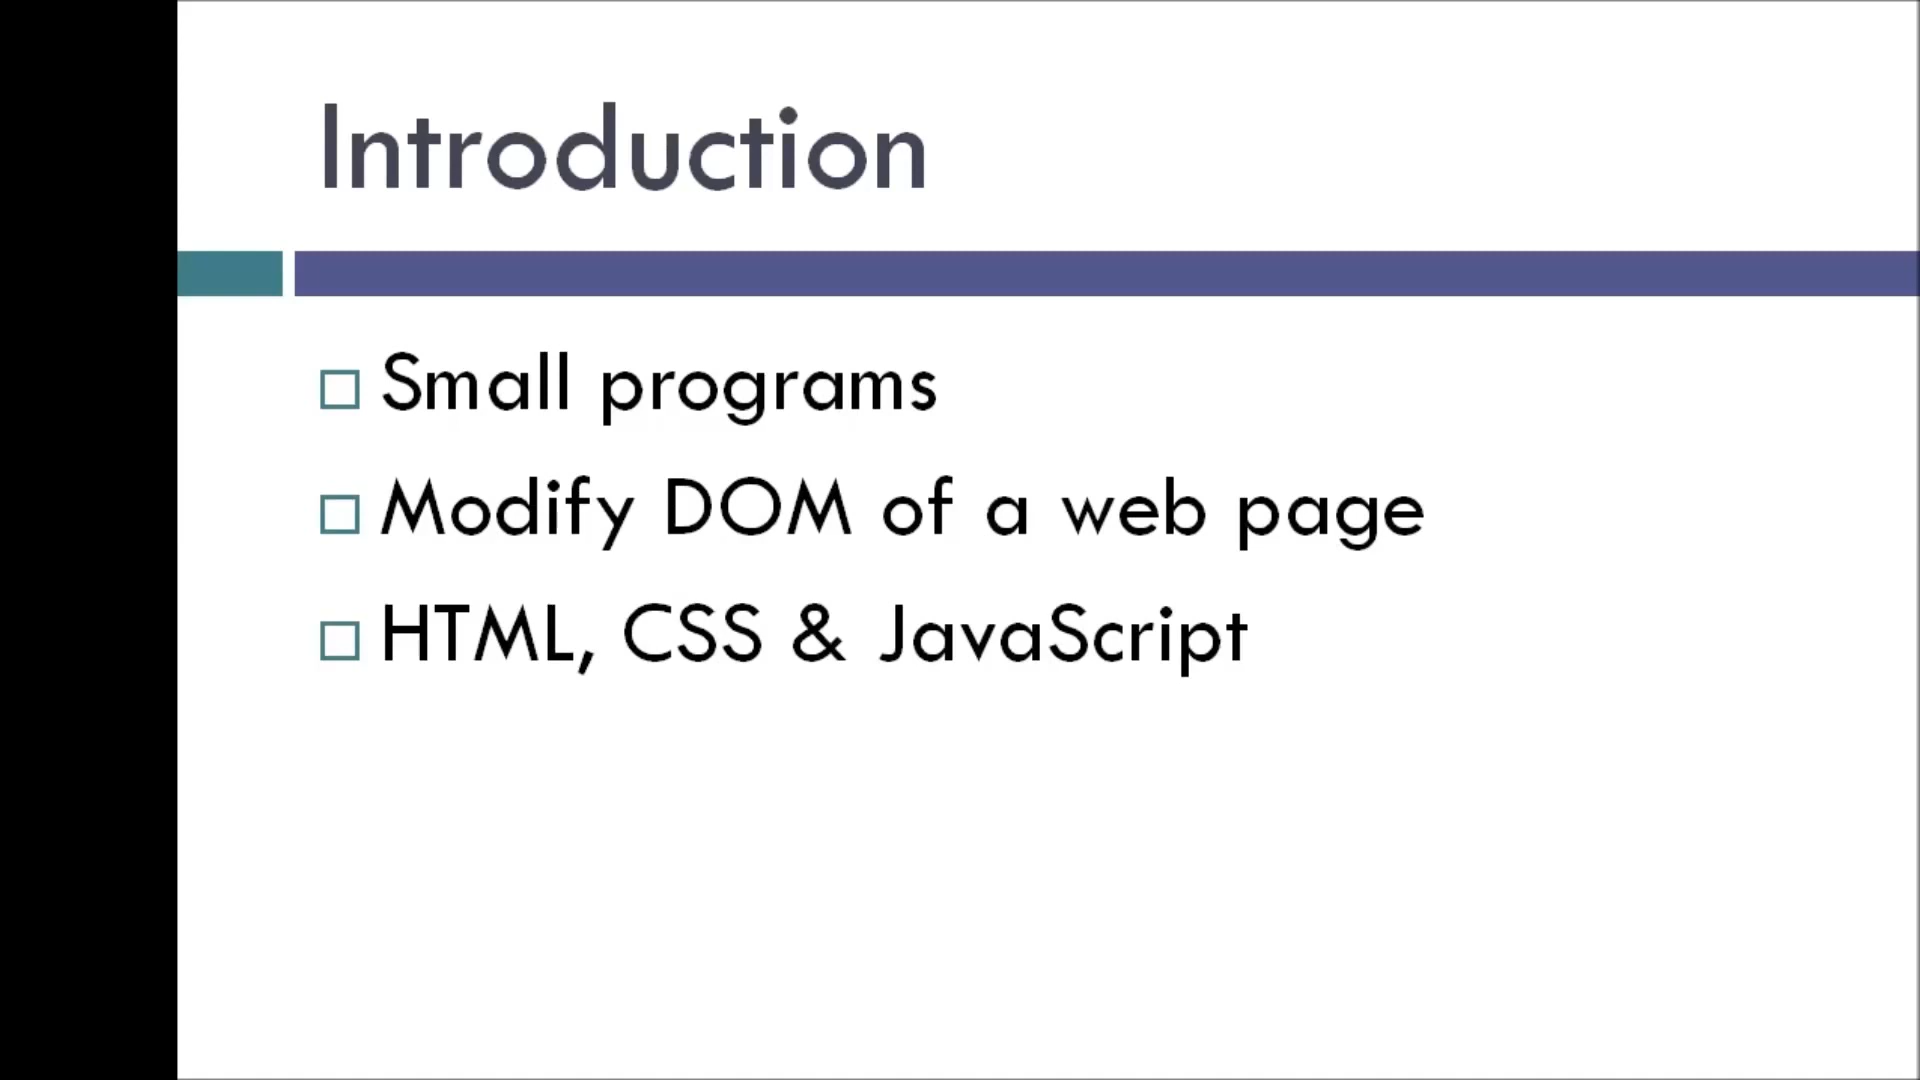 Introduction
Small programs
Modify DOM of a web page
HTML, CSS & JavaScript